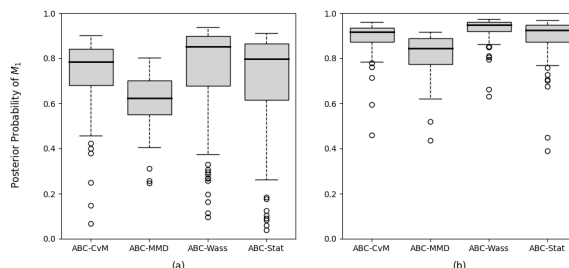 Posterior Probability of M₁
1.0
0.8
0.6
0.4
0.2
0.0
ABC-CvM ABC-MMD ABC-Wass ABC-Stat
(a)
1.0
0.8
0.6
0.4
0.2
0.0
ABC-CvM ABC-MMD ABC-Wass ABC-Stat
(b)